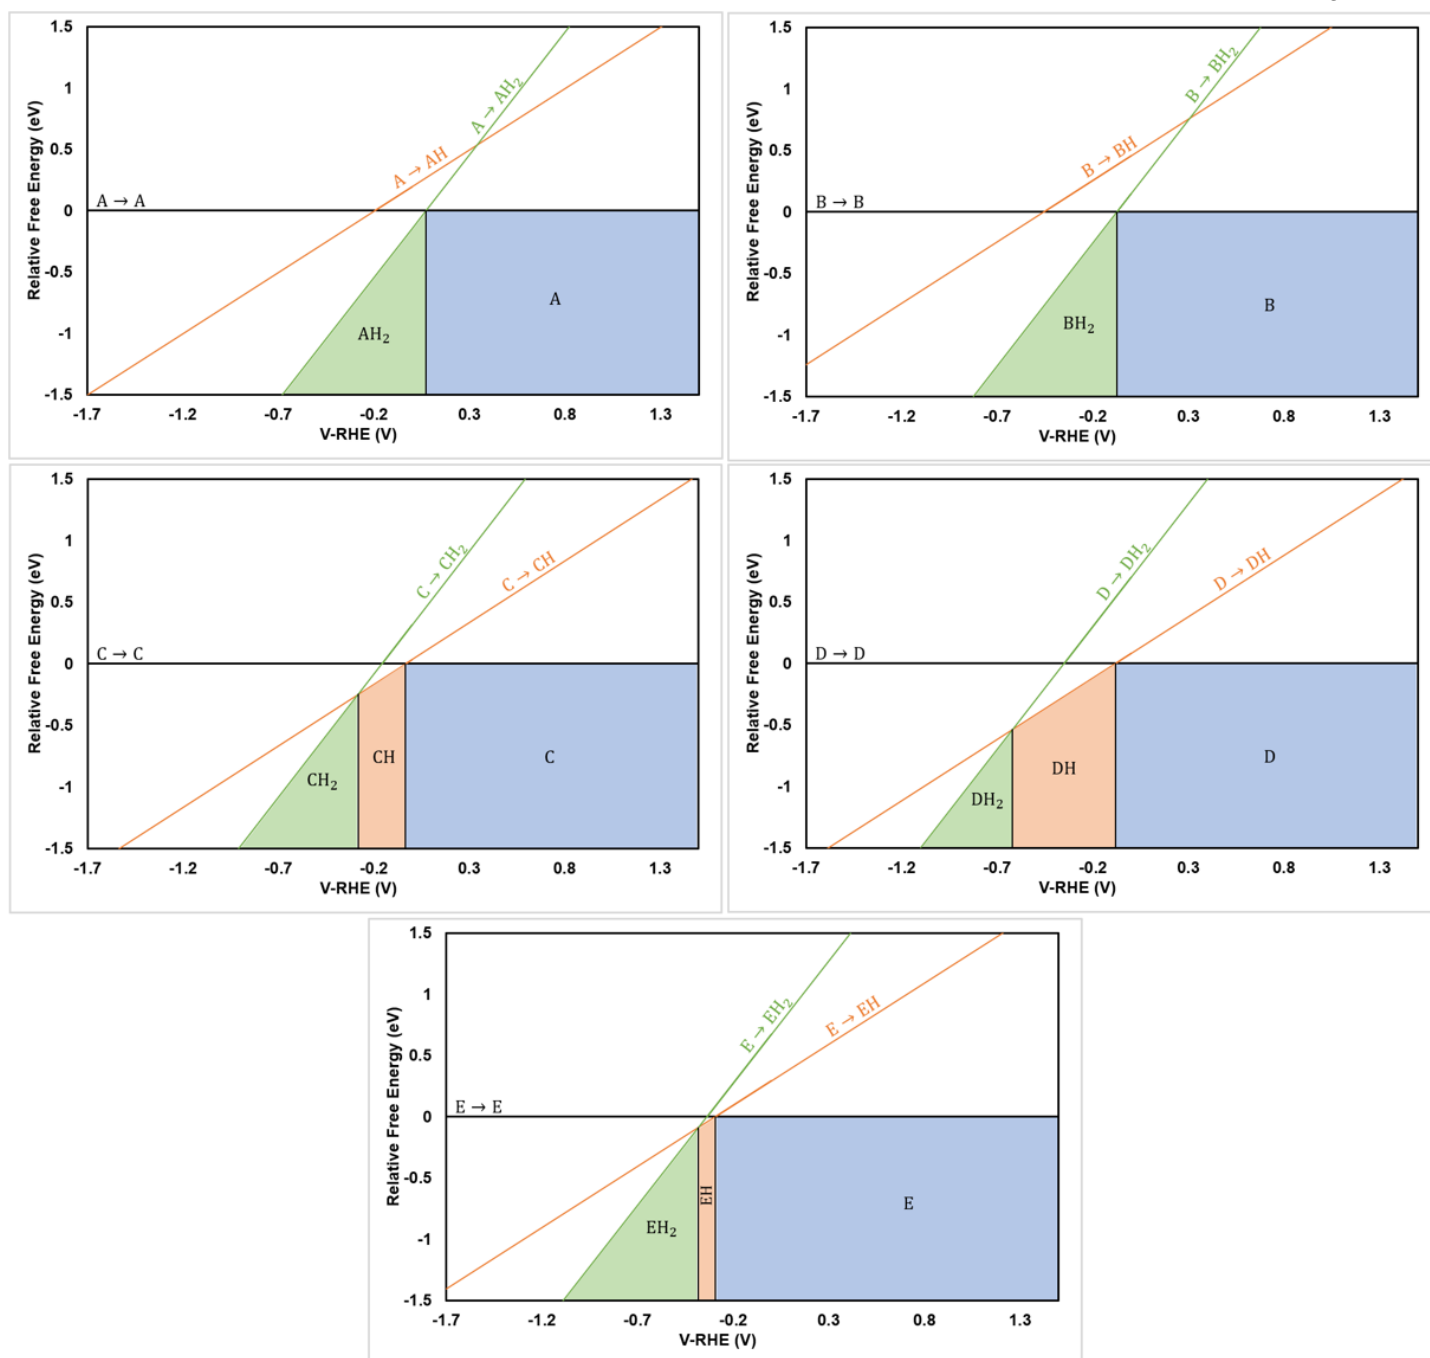 1.5
1
0.5
0
-0.5
-1
-1.5
Relative Free Energy (eV)
A → AH₂
A → AH
A → A
A
AH₂
-1.7 -1.2 -0.7 -0.2 0.3 0.8 1.3
V-RHE (V)
1.5
1
0.5
0
-0.5
-1
-1.5
Relative Free Energy (eV)
B → BH₂
B → BH
B → B
B
BH₂
-1.7 -1.2 -0.7 -0.2 0.3 0.8 1.3
V-RHE (V)
1.5
1
0.5
0
-0.5
-1
-1.5
Relative Free Energy (eV)
C → CH₂
C → CH
C → C
CH₂
CH
C
-1.7 -1.2 -0.7 -0.2 0.3 0.8 1.3
V-RHE (V)
1.5
1
0.5
0
-0.5
-1
-1.5
Relative Free Energy (eV)
D → DH₂
D → DH
D → D
DH₂
DH
D
-1.7 -1.2 -0.7 -0.2 0.3 0.8 1.3
V-RHE (V)
1.5
1
0.5
0
-0.5
-1
-1.5
Relative Free Energy (eV)
E → EH₂
E → EH
E → E
EH₂
EH
E
-1.7 -1.2 -0.7 -0.2 0.3 0.8 1.3
V-RHE (V)